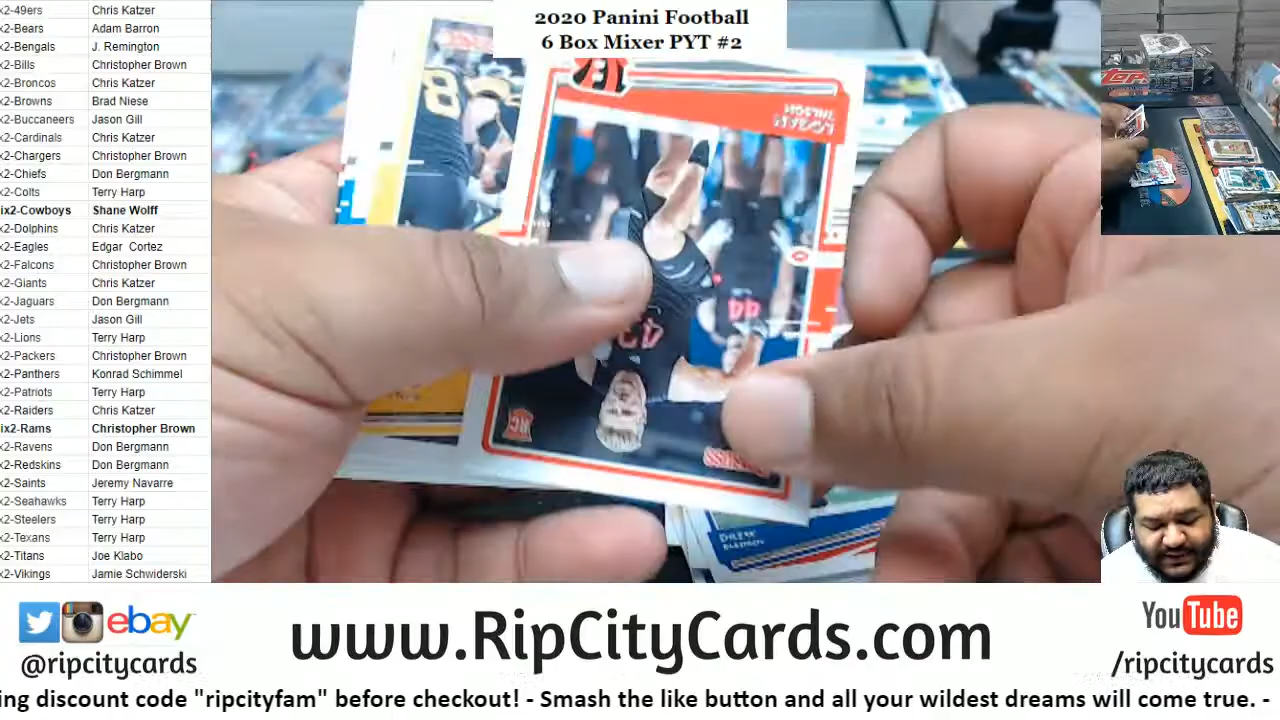 2020 Panini Football
6 Box Mixer PYT #2
x2-49ers Chris Katzer
x2-Bears Adam Barron
x2-Bengals J. Remington
x2-Bills Christopher Brown
x2-Broncos Chris Katzer
x2-Browns Brad Niese
x2-Buccaneers Jason Gill
x2-Cardinals Chris Katzer
x2-Chargers Christopher Brown
x2-Chiefs Don Bergmann
x2-Colts Terry Harp
ix2-Cowboys Shane Wolff
x2-Dolphins Chris Katzer
x2-Eagles Edgar Cortez
x2-Falcons Christopher Brown
x2-Giants Chris Katzer
x2-Jaguars Don Bergmann
x2-Jets Jason Gill
x2-Lions Terry Harp
x2-Packers Christopher Brown
x2-Panthers Konrad Schimmel
x2-Patriots Terry Harp
x2-Raiders Chris Katzer
ix2-Rams Christopher Brown
x2-Ravens Don Bergmann
x2-Redskins Don Bergmann
x2-Saints Jeremy Navarre
x2-Seahawks Terry Harp
x2-Steelers Terry Harp
x2-Texans Terry Harp
x2-Titans Joe Klabo
x2-Vikings Jamie Schwiderski
8
LOGAN
WILSON
44
RC
DREW
ebay
@ripcitycards
www.RipCityCards.com
YouTube
/ripcitycards
ing discount code "ripcityfam" before checkout! - Smash the like button and all your wildest dreams will come true. -